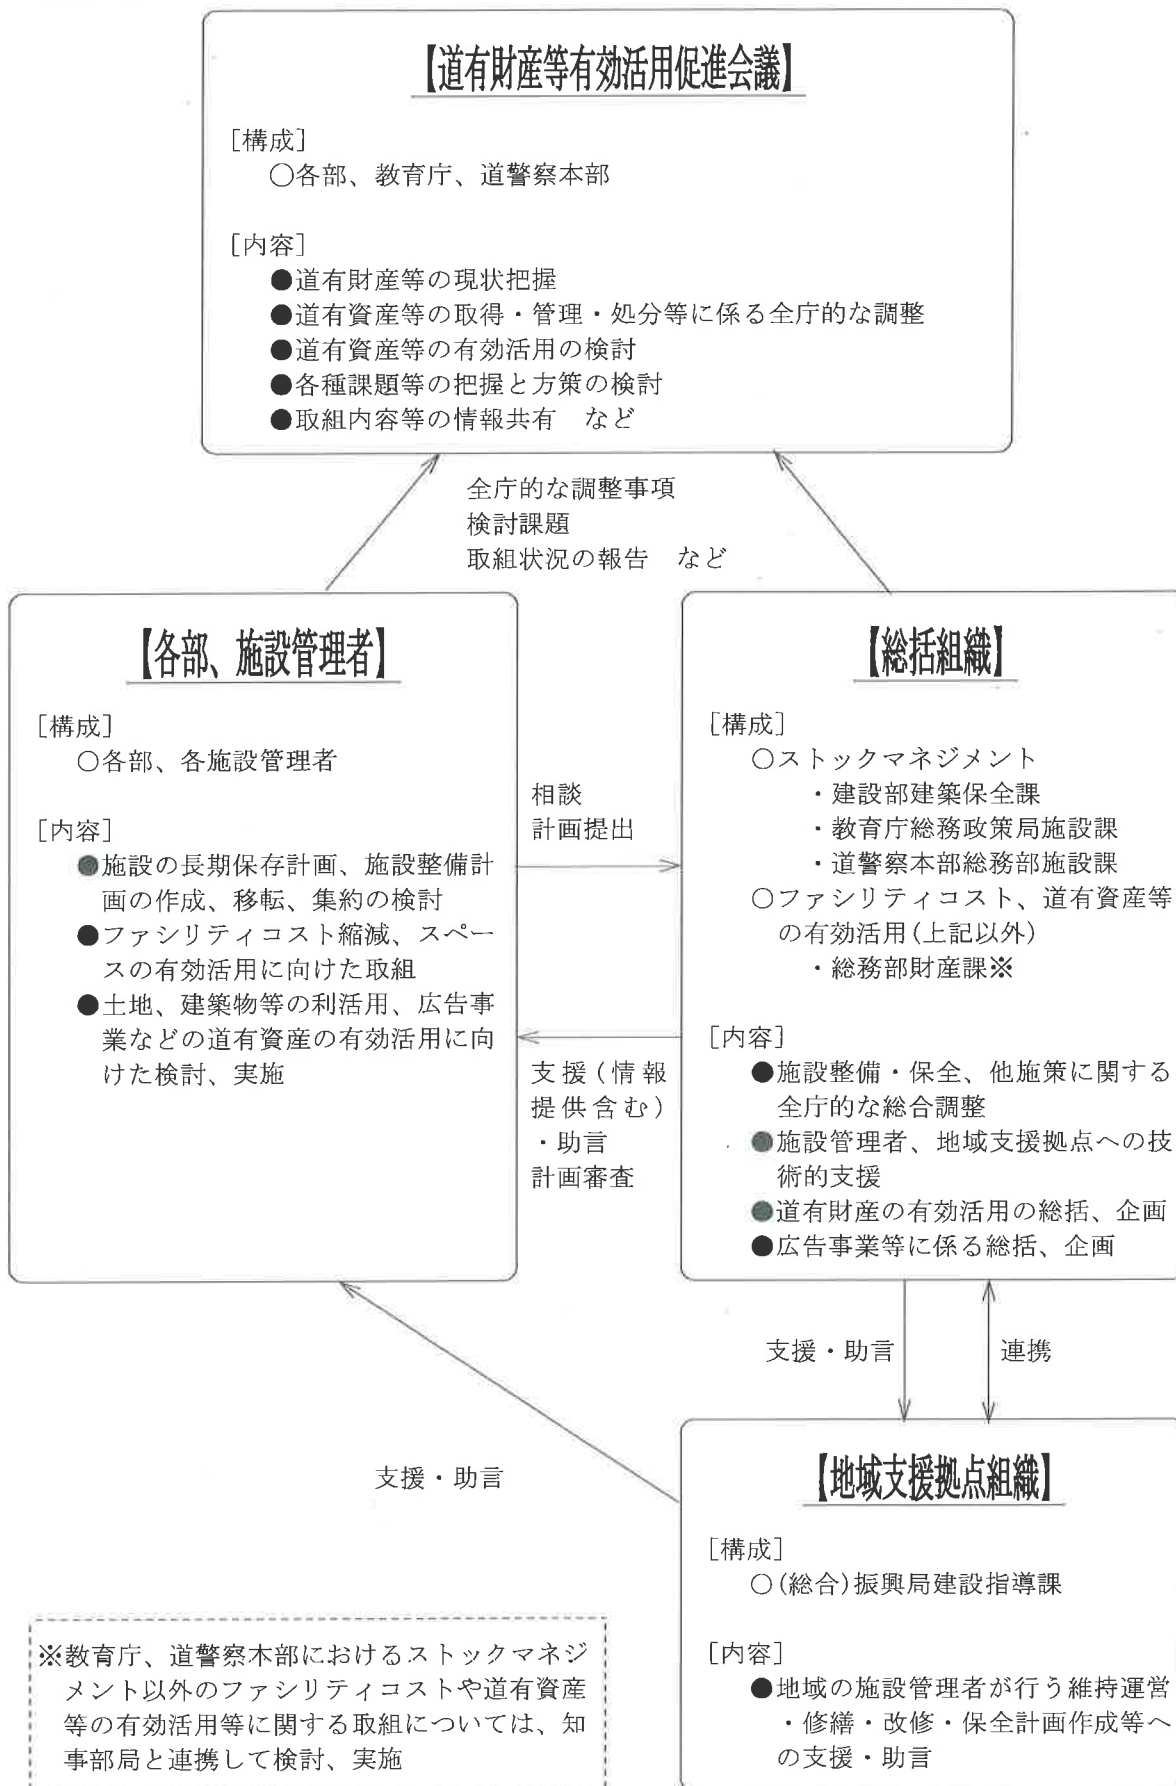 【道有財産等有効活用促進会議】
［構成］
○各部、教育庁、道警察本部
［内容］
●道有財産等の現状把握
●道有資産等の取得・管理・処分等に係る全庁的な調整
●道有資産等の有効活用の検討
●各種課題等の把握と方策の検討
●取組内容等の情報共有　など
全庁的な調整事項
検討課題
取組状況の報告　など
【各部、施設管理者】
［構成］
○各部、各施設管理者
［内容］
●施設の長期保存計画、施設整備計
画の作成、移転、集約の検討
●ファシリティコスト縮減、スペー
スの有効活用に向けた取組
●土地、建築物等の利活用、広告事
業などの道有資産の有効活用に向
けた検討、実施
相談
計画提出
支援（情報
提供含む）
・助言
計画審査
【総括組織】
［構成］
○ストックマネジメント
・建設部建築保全課
・教育庁総務政策局施設課
・道警察本部総務部施設課
○ファシリティコスト、道有資産等
の有効活用(上記以外)
・総務部財産課※
［内容］
●施設整備・保全、他施策に関する
全庁的な総合調整
●施設管理者、地域支援拠点への技
術的支援
●道有財産の有効活用の総括、企画
●広告事業等に係る総括、企画
支援・助言
連携
支援・助言
【地域支援拠点組織】
［構成］
○(総合)振興局建設指導課
［内容］
●地域の施設管理者が行う維持運営
・修繕・改修・保全計画作成等へ
の支援・助言
※教育庁、道警察本部におけるストックマネジ
メント以外のファシリティコストや道有資産
等の有効活用等に関する取組については、知
事部局と連携して検討、実施